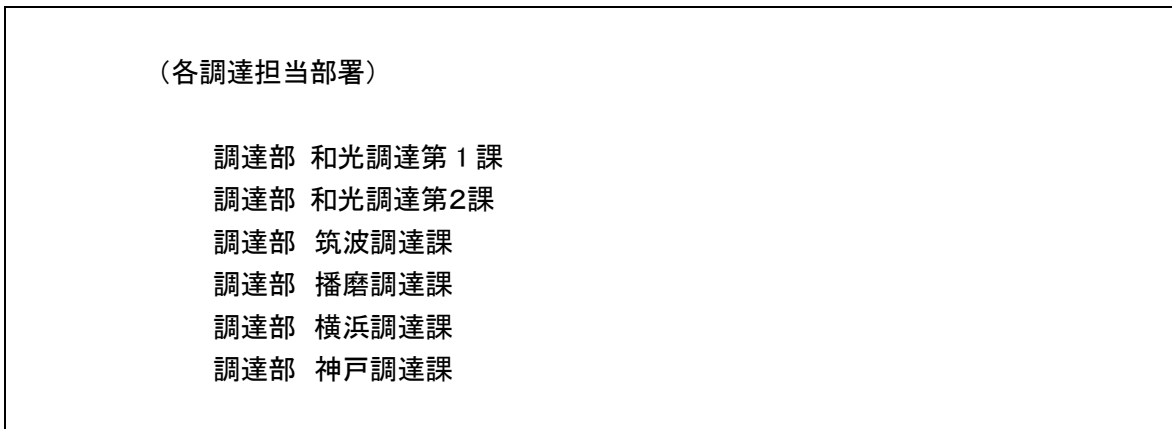 （各調達担当部署）
調達部 和光調達第１課
調達部 和光調達第２課
調達部　筑波調達課
調達部　播磨調達課
調達部　横浜調達課
調達部　神戸調達課